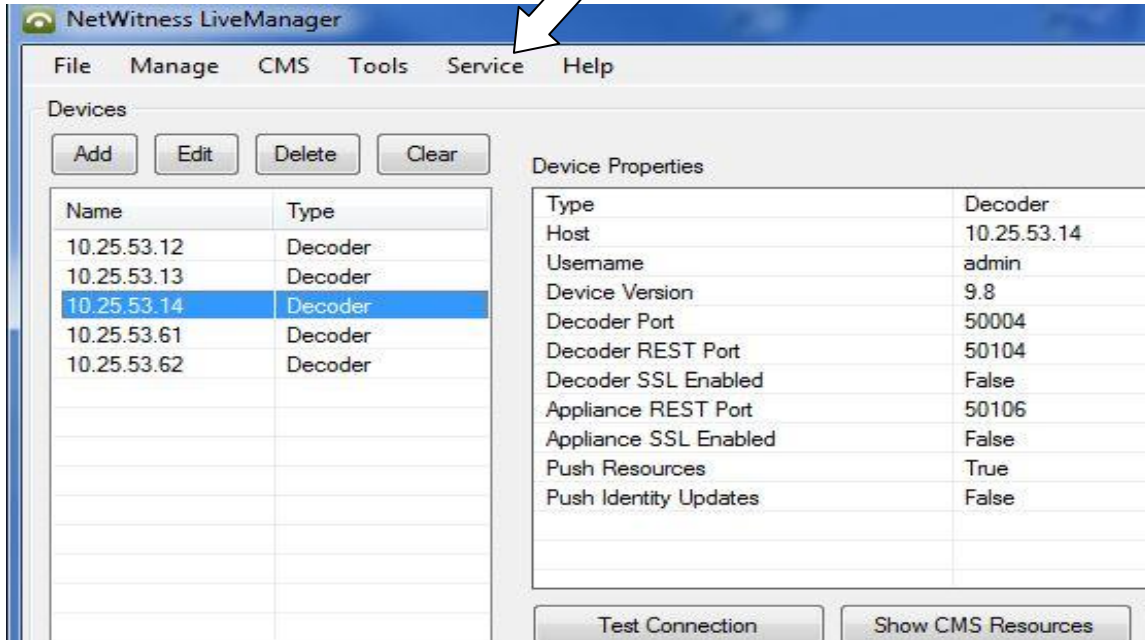 NetWitness LiveManager
File Manage CMS Tools Service Help
Devices
Add Edit Delete Clear
Name Type
10.25.53.12 Decoder
10.25.53.13 Decoder
10.25.53.14 Decoder
10.25.53.61 Decoder
10.25.53.62 Decoder
Device Properties
Type Decoder
Host 10.25.53.14
Username admin
Device Version 9.8
Decoder Port 50004
Decoder REST Port 50104
Decoder SSL Enabled False
Appliance REST Port 50106
Appliance SSL Enabled False
Push Resources True
Push Identity Updates False
Test Connection Show CMS Resources